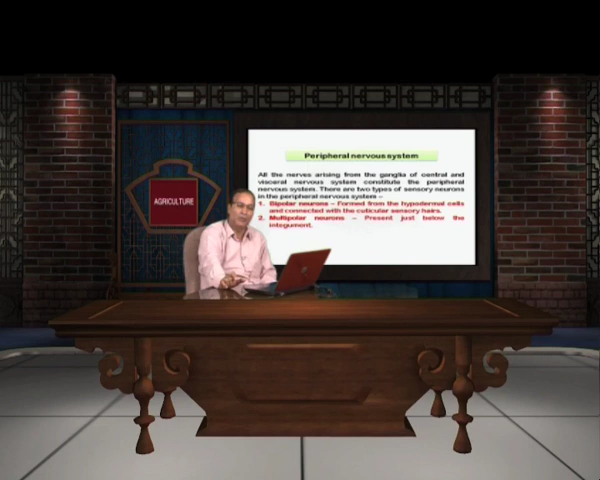 AGRICULTURE
Peripheral nervous system
All the nerves arising from the ganglia of central and
visceral nervous system constitute the peripheral
nervous system. There are two types of sensory neurons
in the peripheral nervous system –
1. Bipolar neurons – Formed from the hypodermal cells
and connected with the cuticular sensory hairs.
2. Multipolar neurons – Present just below the
integument.